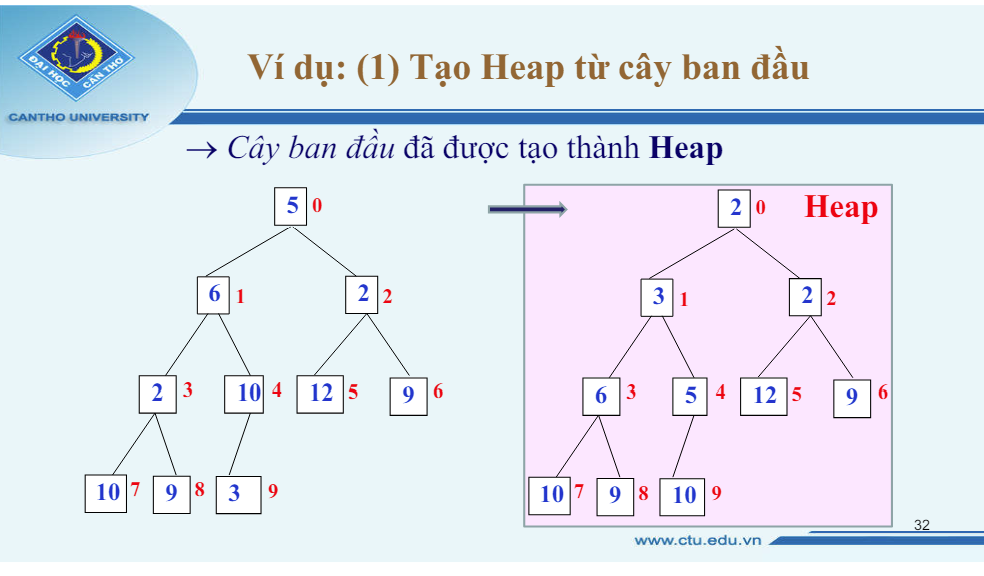 ĐẠI HỌC CẦN THƠ
CANTHO UNIVERSITY
Ví dụ: (1) Tạo Heap từ cây ban đầu
→ Cây ban đầu đã được tạo thành Heap
5 0
6 1 2 2
2 3 10 4 12 5 9 6
10 7 9 8 3 9
Heap
2 0
3 1 2 2
6 3 5 4 12 5 9 6
10 7 9 8 10 9
32
www.ctu.edu.vn